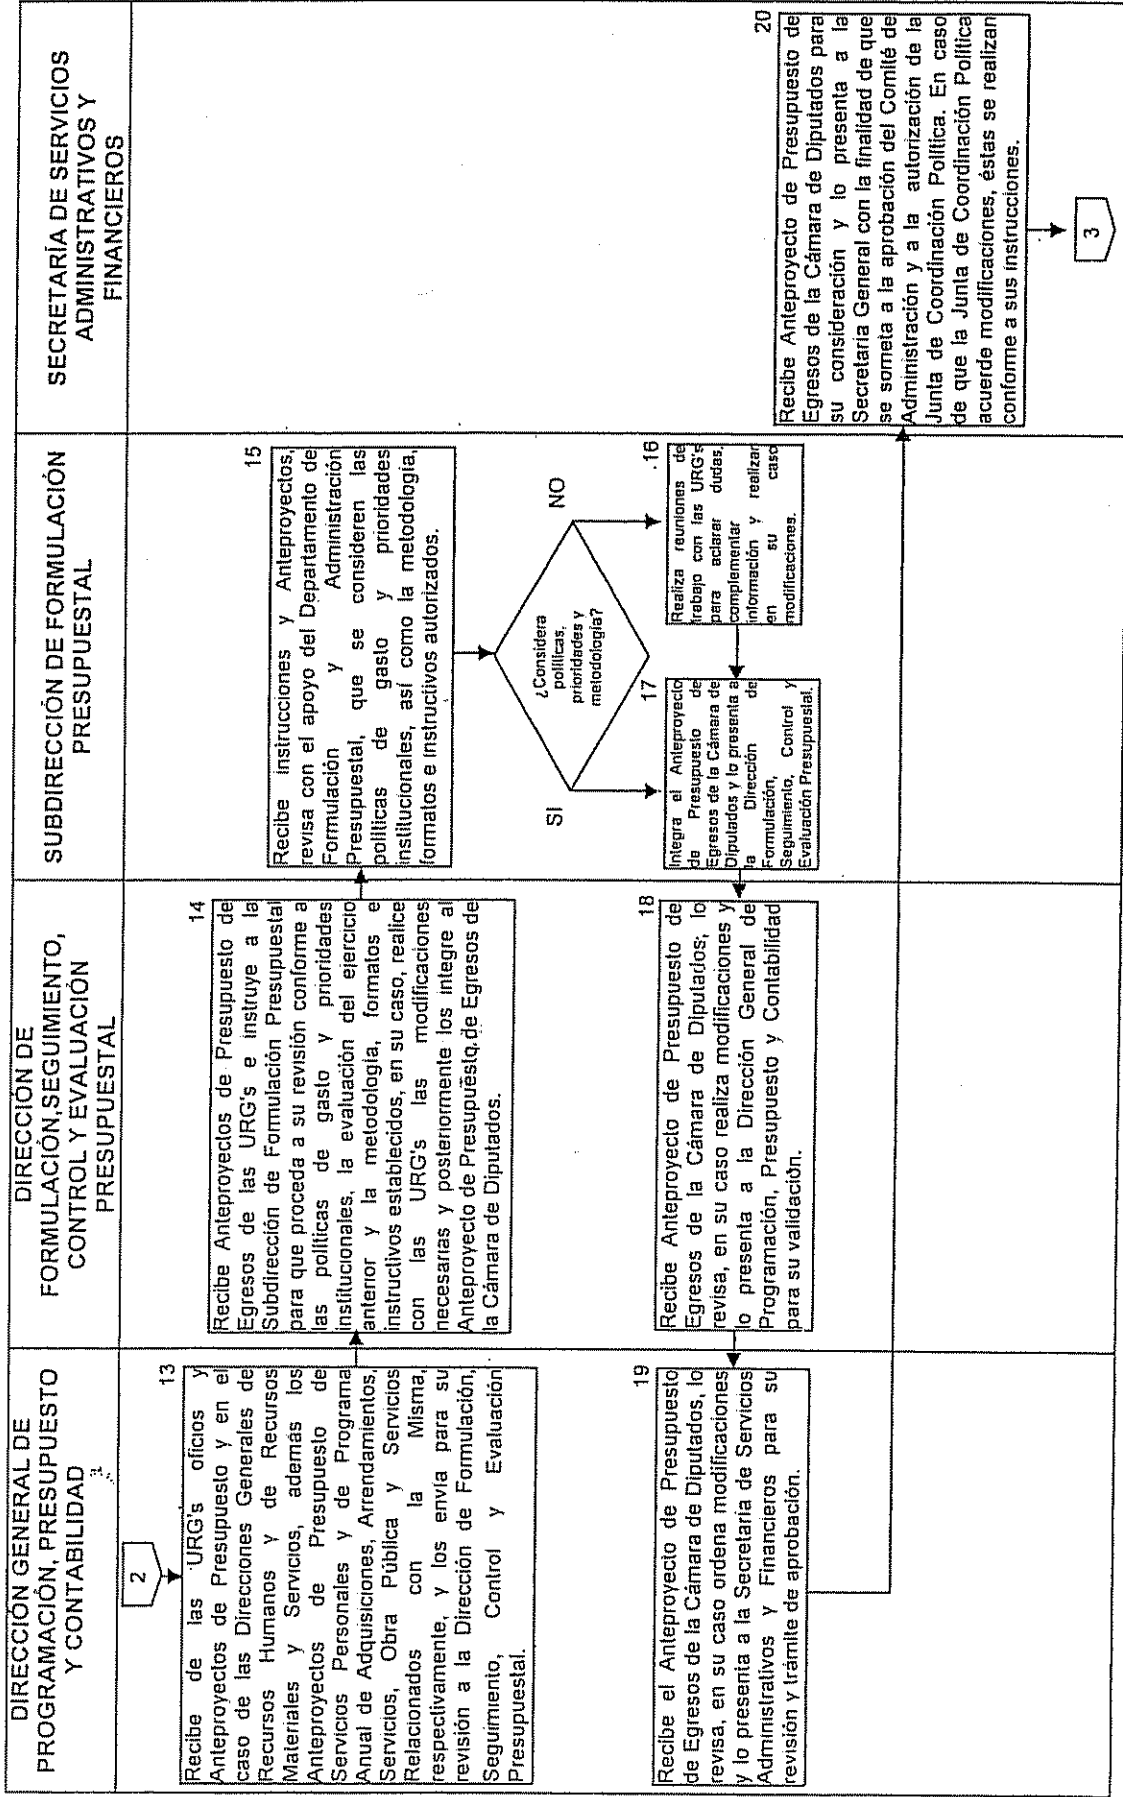 DIRECCIÓN GENERAL DE
PROGRAMACIÓN, PRESUPUESTO
Y CONTABILIDAD
DIRECCIÓN DE
FORMULACIÓN,SEGUIMIENTO,
CONTROL Y EVALUACIÓN
PRESUPUESTAL
SUBDIRECCIÓN DE FORMULACIÓN
PRESUPUESTAL
SECRETARÍA DE SERVICIOS
ADMINISTRATIVOS Y
FINANCIEROS
2
13
Recibe de las URG's oficios y
Anteproyectos de Presupuesto y en el
caso de las Direcciones Generales de
Recursos Humanos y de Recursos
Materiales y Servicios, además los
Anteproyectos de Presupuesto de
Servicios Personales y de Programa
Anual de Adquisiciones, Arrendamientos,
Servicios, Obra Pública y Servicios
Relacionados con la Misma,
respectivamente, y los envía para su
revisión a la Dirección de Formulación,
Seguimiento, Control y Evaluación
Presupuestal.
14
Recibe Anteproyectos de Presupuesto de
Egresos de las URG's e instruye a la
Subdirección de Formulación Presupuestal
para que proceda a su revisión conforme a
las políticas de gasto y prioridades
institucionales, la evaluación del ejercicio
anterior y la metodología, formatos e
instructivos establecidos, en su caso, realice
con las URG's las modificaciones
necesarias y posteriormente los integre al
Anteproyecto de Presupuesto de Egresos de
la Cámara de Diputados.
15
Recibe instrucciones y Anteproyectos,
revisa con el apoyo del Departamento de
Formulación y Administración
Presupuestal, que se consideren las
políticas de gasto y prioridades
institucionales, así como la metodología,
formatos e instructivos autorizados.
¿Considera
políticas,
prioridades y
metodología?
SI
NO
16
Realiza reuniones de
trabajo con las URG's
para aclarar dudas,
complementar
información y realizar
en su caso
modificaciones.
17
Integra el Anteproyecto
de Presupuesto de
Egresos de la Cámara de
Diputados y lo presenta a
la Dirección de
Formulación,
Seguimiento, Control y
Evaluación Presupuestal.
18
Recibe Anteproyecto de Presupuesto de
Egresos de la Cámara de Diputados; lo
revisa, en su caso realiza modificaciones y
lo presenta a la Dirección General de
Programación, Presupuesto y Contabilidad
para su validación.
19
Recibe el Anteproyecto de Presupuesto
de Egresos de la Cámara de Diputados, lo
revisa, en su caso ordena modificaciones
y lo presenta a la Secretaria de Servicios
Administrativos y Financieros para su
revisión y trámite de aprobación.
20
Recibe Anteproyecto de Presupuesto de
Egresos de la Cámara de Diputados para
su consideración y lo presenta a la
Secretaria General con la finalidad de que
se someta a la aprobación del Comité de
Administración y a la autorización de la
Junta de Coordinación Política. En caso
de que la Junta de Coordinación Política
acuerde modificaciones, éstas se realizan
conforme a sus instrucciones.
3